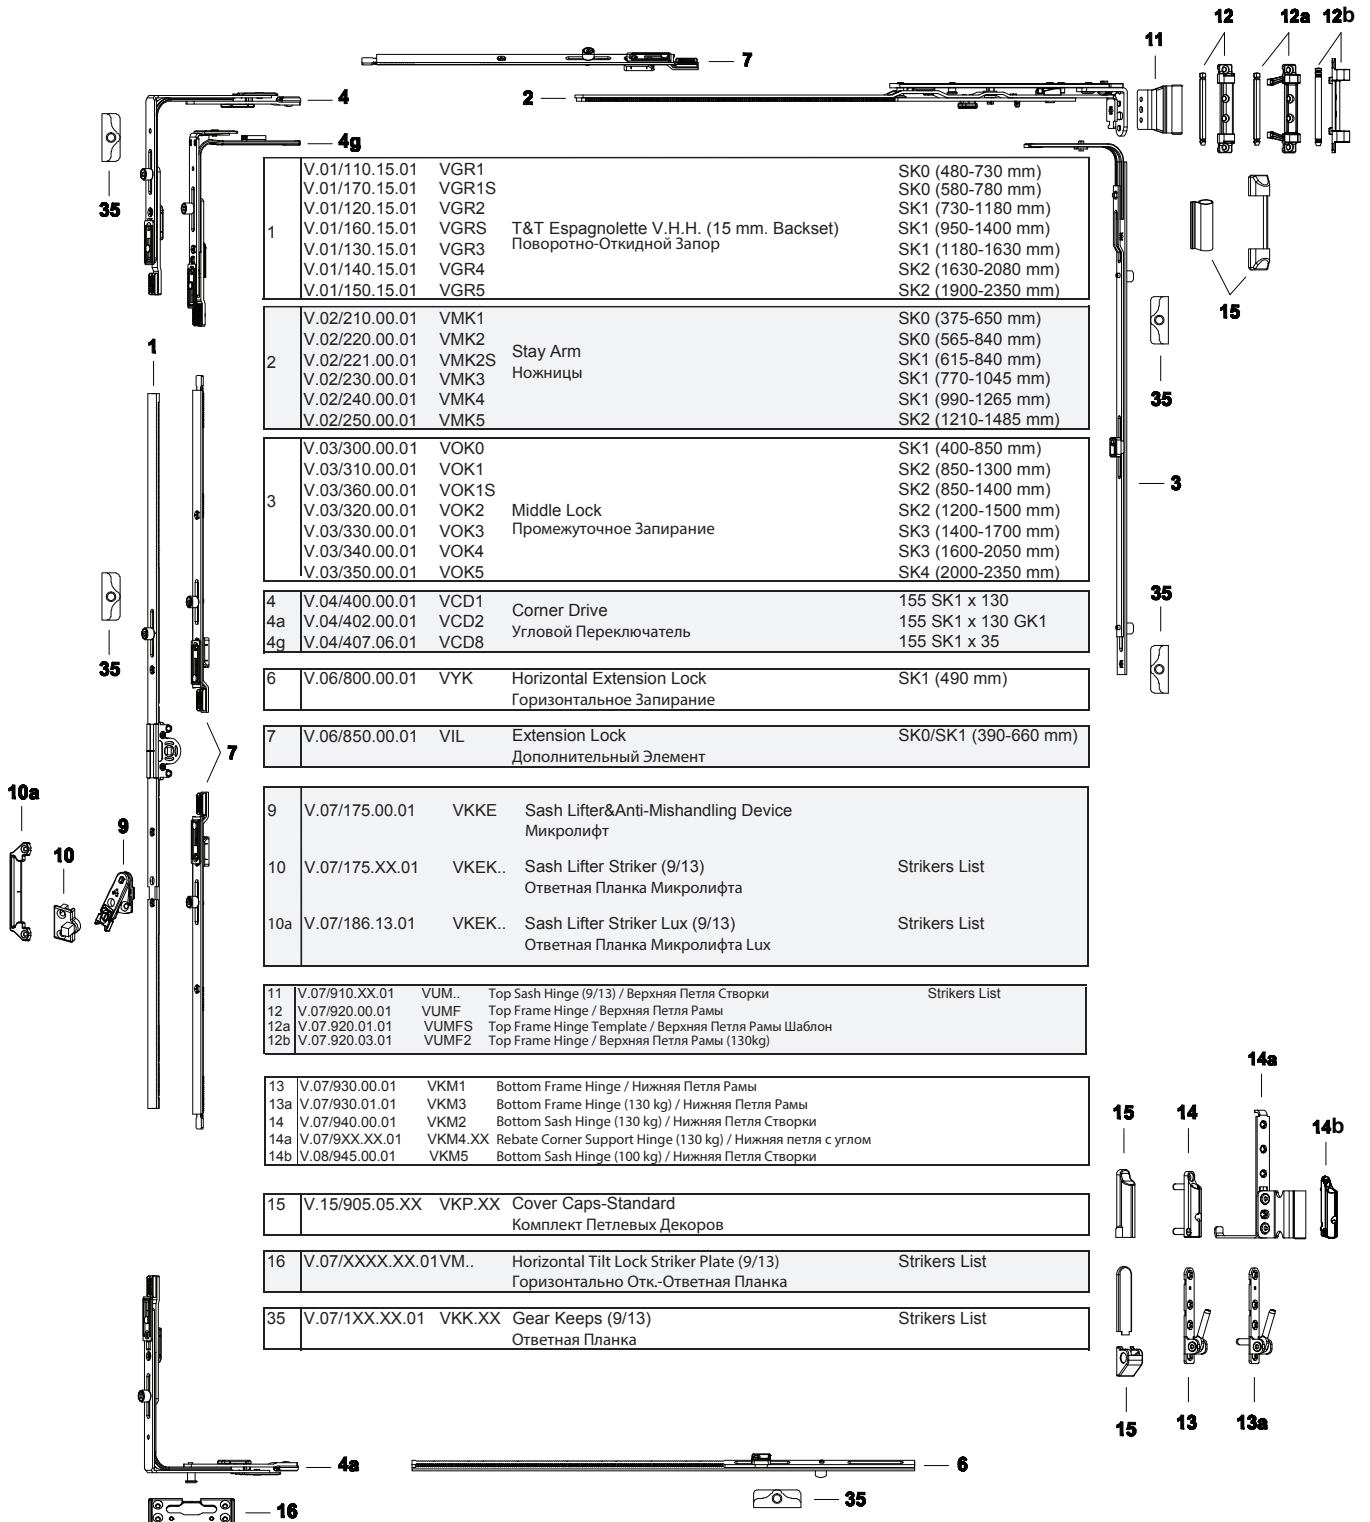 12 12a 12b
11
7
4
2
4g
35
1 V.01/110.15.01 VGR1 SK0 (480-730 mm)
V.01/170.15.01 VGR1S SK0 (580-780 mm)
V.01/120.15.01 VGR2 SK1 (730-1180 mm)
V.01/160.15.01 VGRS T&T Espagnolette V.H.H. (15 mm. Backset) SK1 (950-1400 mm)
V.01/130.15.01 VGR3 Поворотно-Откидной Запор SK1 (1180-1630 mm)
V.01/140.15.01 VGR4 SK2 (1630-2080 mm)
V.01/150.15.01 VGR5 SK2 (1900-2350 mm)
15
2 V.02/210.00.01 VMK1 SK0 (375-650 mm)
V.02/220.00.01 VMK2 SK0 (565-840 mm)
V.02/221.00.01 VMK2S Stay Arm SK1 (615-840 mm)
V.02/230.00.01 VMK3 Ножницы SK1 (770-1045 mm)
V.02/240.00.01 VMK4 SK1 (990-1265 mm)
V.02/250.00.01 VMK5 SK2 (1210-1485 mm)
1
35
3 V.03/300.00.01 VOK0 SK1 (400-850 mm)
V.03/310.00.01 VOK1 SK2 (850-1300 mm)
V.03/360.00.01 VOK1S SK2 (850-1400 mm)
V.03/320.00.01 VOK2 Middle Lock SK2 (1200-1500 mm)
V.03/330.00.01 VOK3 Промежуточное Запирание SK3 (1400-1700 mm)
V.03/340.00.01 VOK4 SK3 (1600-2050 mm)
V.03/350.00.01 VOK5 SK4 (2000-2350 mm)
3
4 V.04/400.00.01 VCD1 Corner Drive 155 SK1 x 130
4a V.04/402.00.01 VCD2 Угловой Переключатель 155 SK1 x 130 GK1
4g V.04/407.06.01 VCD8 155 SK1 x 35
35
35
6 V.06/800.00.01 VYK Horizontal Extension Lock SK1 (490 mm)
Горизонтальное Запирание
7 V.06/850.00.01 VIL Extension Lock SK0/SK1 (390-660 mm)
Дополнительный Элемент
7
10a
10
9
9 V.07/175.00.01 VKKE Sash Lifter&Anti-Mishandling Device
Микролифт
10 V.07/175.XX.01 VKEK.. Sash Lifter Striker (9/13) Strikers List
Ответная Планка Микролифта
10a V.07/186.13.01 VKEK.. Sash Lifter Striker Lux (9/13) Strikers List
Ответная Планка Микролифта Lux
11 V.07/910.XX.01 VUM.. Top Sash Hinge (9/13) / Верхняя Петля Створки Strikers List
12 V.07/920.00.01 VUMF Top Frame Hinge / Верхняя Петля Рамы
12a V.07.920.01.01 VUMFS Top Frame Hinge Template / Верхняя Петля Рамы Шаблон
12b V.07.920.03.01 VUMF2 Top Frame Hinge / Верхняя Петля Рамы (130kg)
13 V.07/930.00.01 VKM1 Bottom Frame Hinge / Нижняя Петля Рамы
13a V.07/930.01.01 VKM3 Bottom Frame Hinge (130 kg) / Нижняя Петля Рамы
14 V.07/940.00.01 VKM2 Bottom Sash Hinge (130 kg) / Нижняя Петля Створки
14a V.07/9XX.XX.01 VKM4.XX Rebate Corner Support Hinge (130 kg) / Нижняя петля с углом
14b V.08/945.00.01 VKM5 Bottom Sash Hinge (100 kg) / Нижняя Петля Створки
14a
15 14 14b
15 V.15/905.05.XX VKP.XX Cover Caps-Standard
Комплект Петлевых Декоров
16 V.07/XXXX.XX.01 VM.. Horizontal Tilt Lock Striker Plate (9/13) Strikers List
Горизонтально Отк.-Ответная Планка
35 V.07/1XX.XX.01 VKK.XX Gear Keeps (9/13) Strikers List
Ответная Планка
15 13 13a
4a
6
35
16